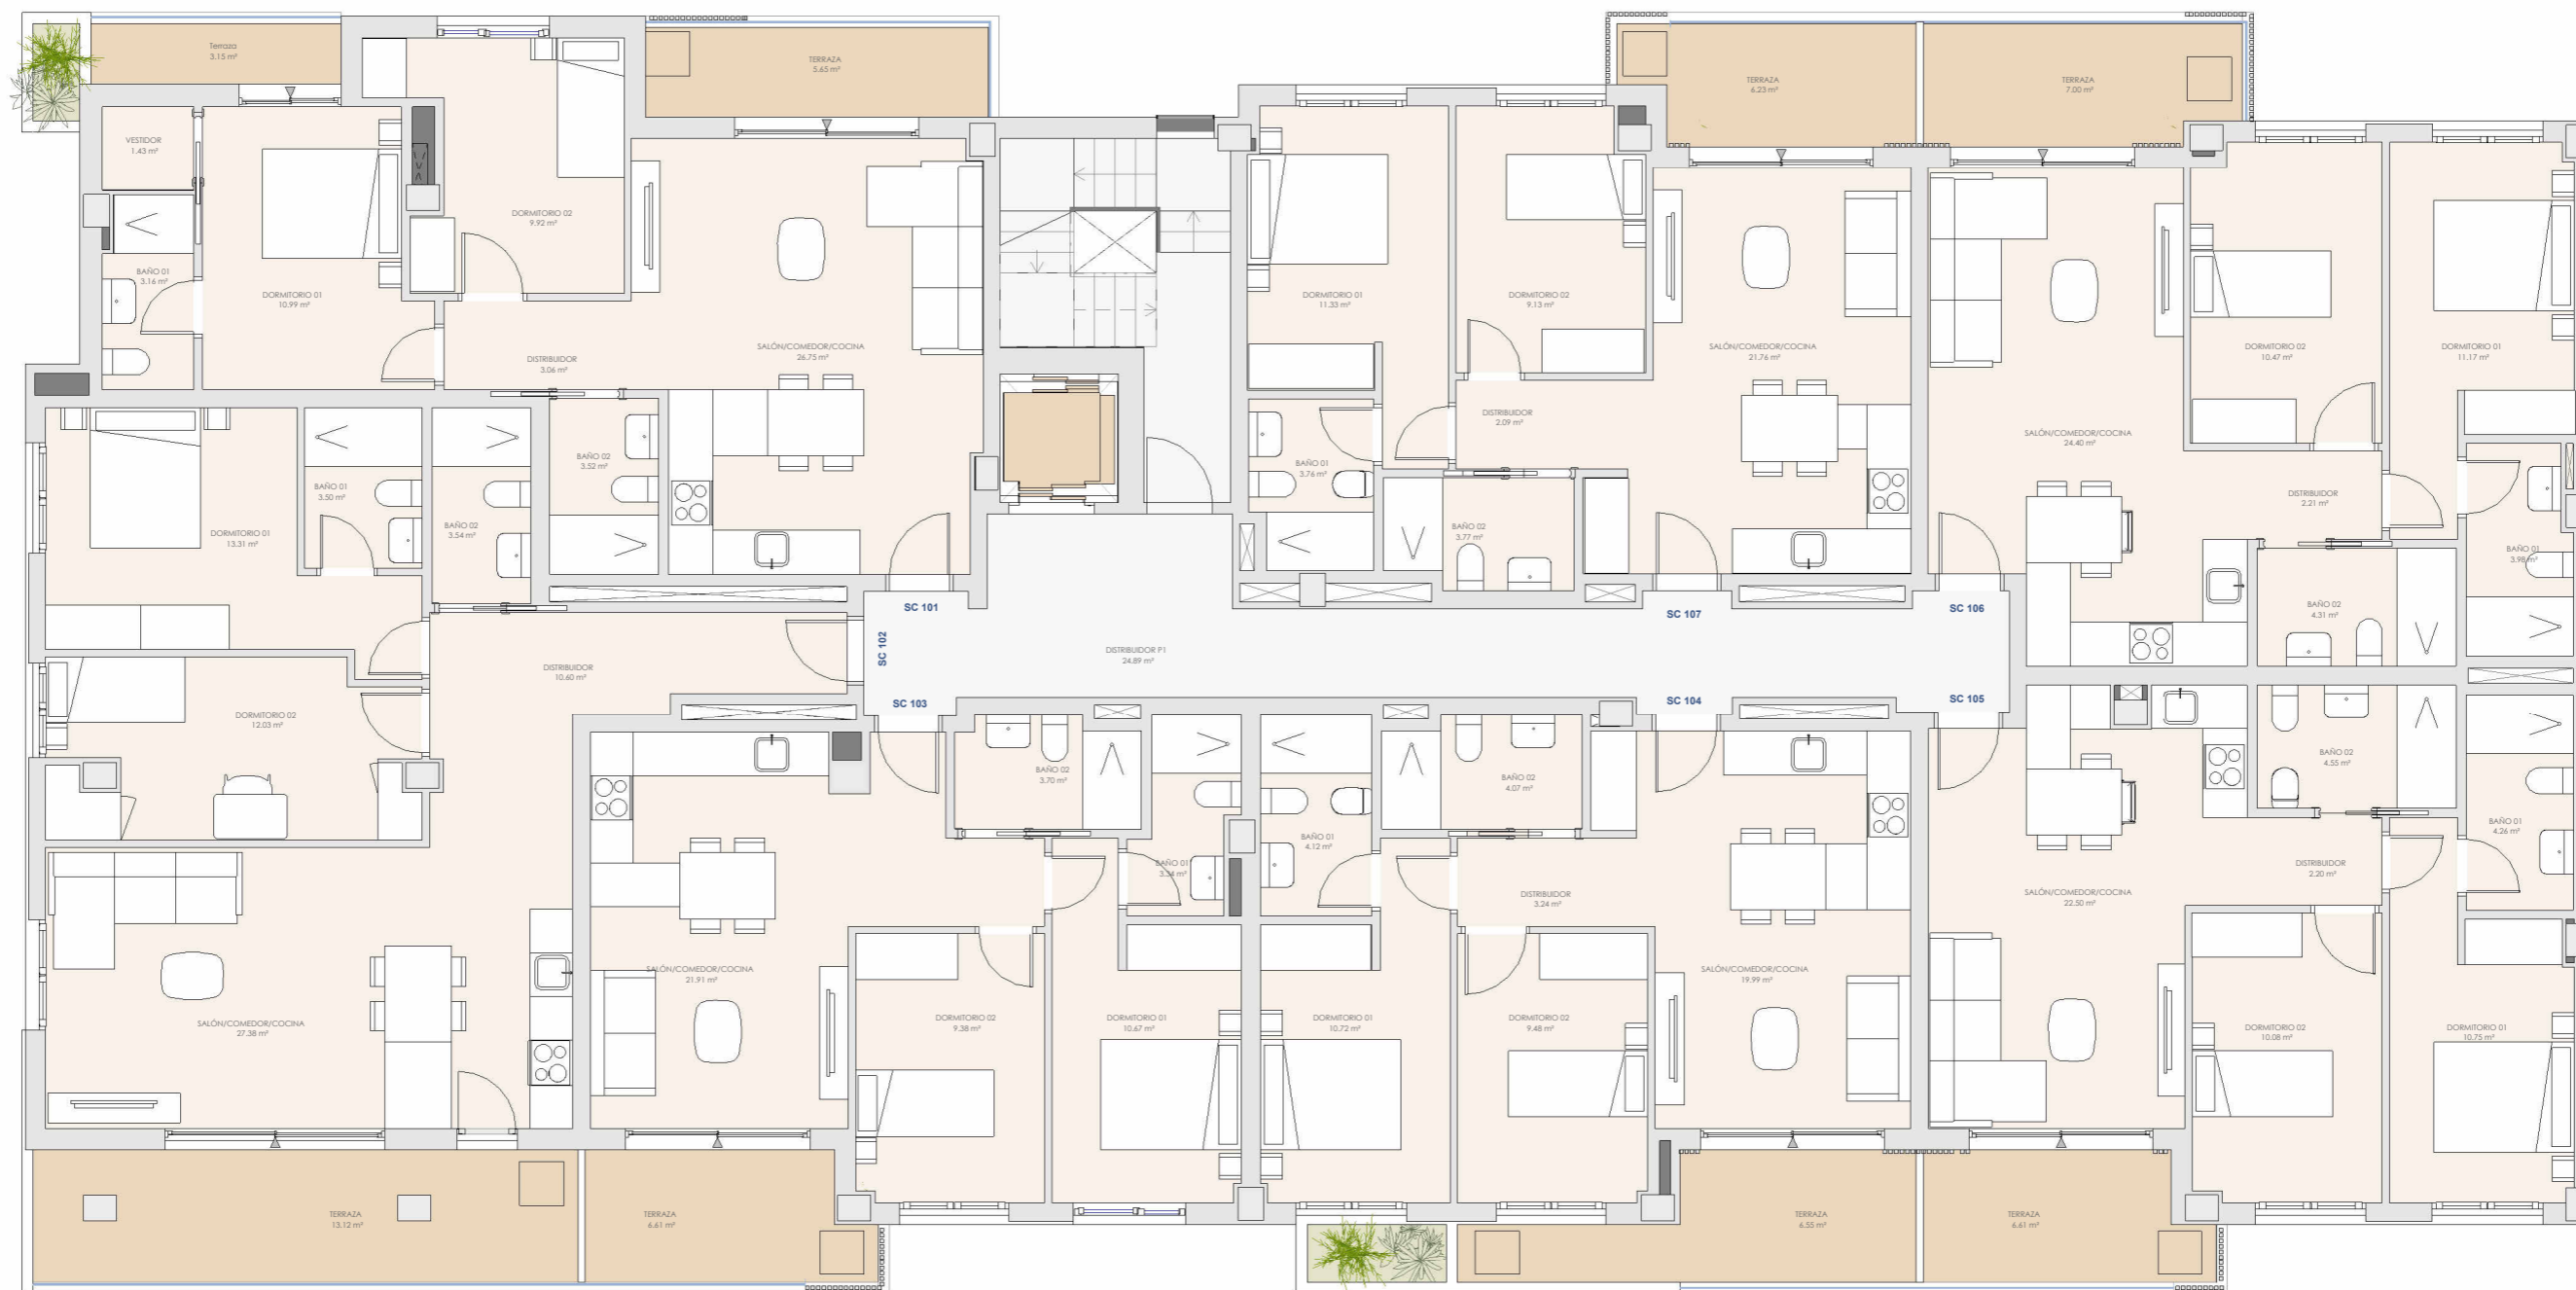 Terraza
3.15 m²
TERRAZA
5.65 m²
TERRAZA
6.23 m²
TERRAZA
7.00 m²
VESTIDOR
1.43 m²
DORMITORIO 02
9.92 m²
BAÑO 01
3.16 m²
DORMITORIO 01
10.99 m²
DORMITORIO 01
11.33 m²
DORMITORIO 02
9.13 m²
DISTRIBUIDOR
3.06 m²
SALÓN/COMEDOR/COCINA
26.75 m²
SALÓN/COMEDOR/COCINA
21.76 m²
DORMITORIO 02
10.47 m²
DORMITORIO 01
11.17 m²
DISTRIBUIDOR
2.09 m²
SALÓN/COMEDOR/COCINA
24.40 m²
BAÑO 02
3.52 m²
BAÑO 01
3.76 m²
BAÑO 01
3.50 m²
DISTRIBUIDOR
2.21 m²
BAÑO 02
3.54 m²
BAÑO 02
3.77 m²
DORMITORIO 01
13.31 m²
BAÑO 01
3.98 m²
SC 101
SC 107
SC 106
BAÑO 02
4.31 m²
SC 102
DISTRIBUIDOR P1
24.89 m²
DISTRIBUIDOR
10.60 m²
SC 103
SC 104
SC 105
DORMITORIO 02
12.03 m²
BAÑO 02
3.70 m²
BAÑO 02
4.07 m²
BAÑO 02
4.55 m²
BAÑO 01
4.12 m²
BAÑO 01
4.26 m²
BAÑO 01
3.34 m²
DISTRIBUIDOR
3.24 m²
DISTRIBUIDOR
2.20 m²
SALÓN/COMEDOR/COCINA
22.50 m²
SALÓN/COMEDOR/COCINA
21.91 m²
SALÓN/COMEDOR/COCINA
19.99 m²
SALÓN/COMEDOR/COCINA
27.38 m²
DORMITORIO 02
9.38 m²
DORMITORIO 01
10.67 m²
DORMITORIO 01
10.72 m²
DORMITORIO 02
9.48 m²
DORMITORIO 02
10.08 m²
DORMITORIO 01
10.75 m²
TERRAZA
13.12 m²
TERRAZA
6.61 m²
TERRAZA
6.55 m²
TERRAZA
6.61 m²